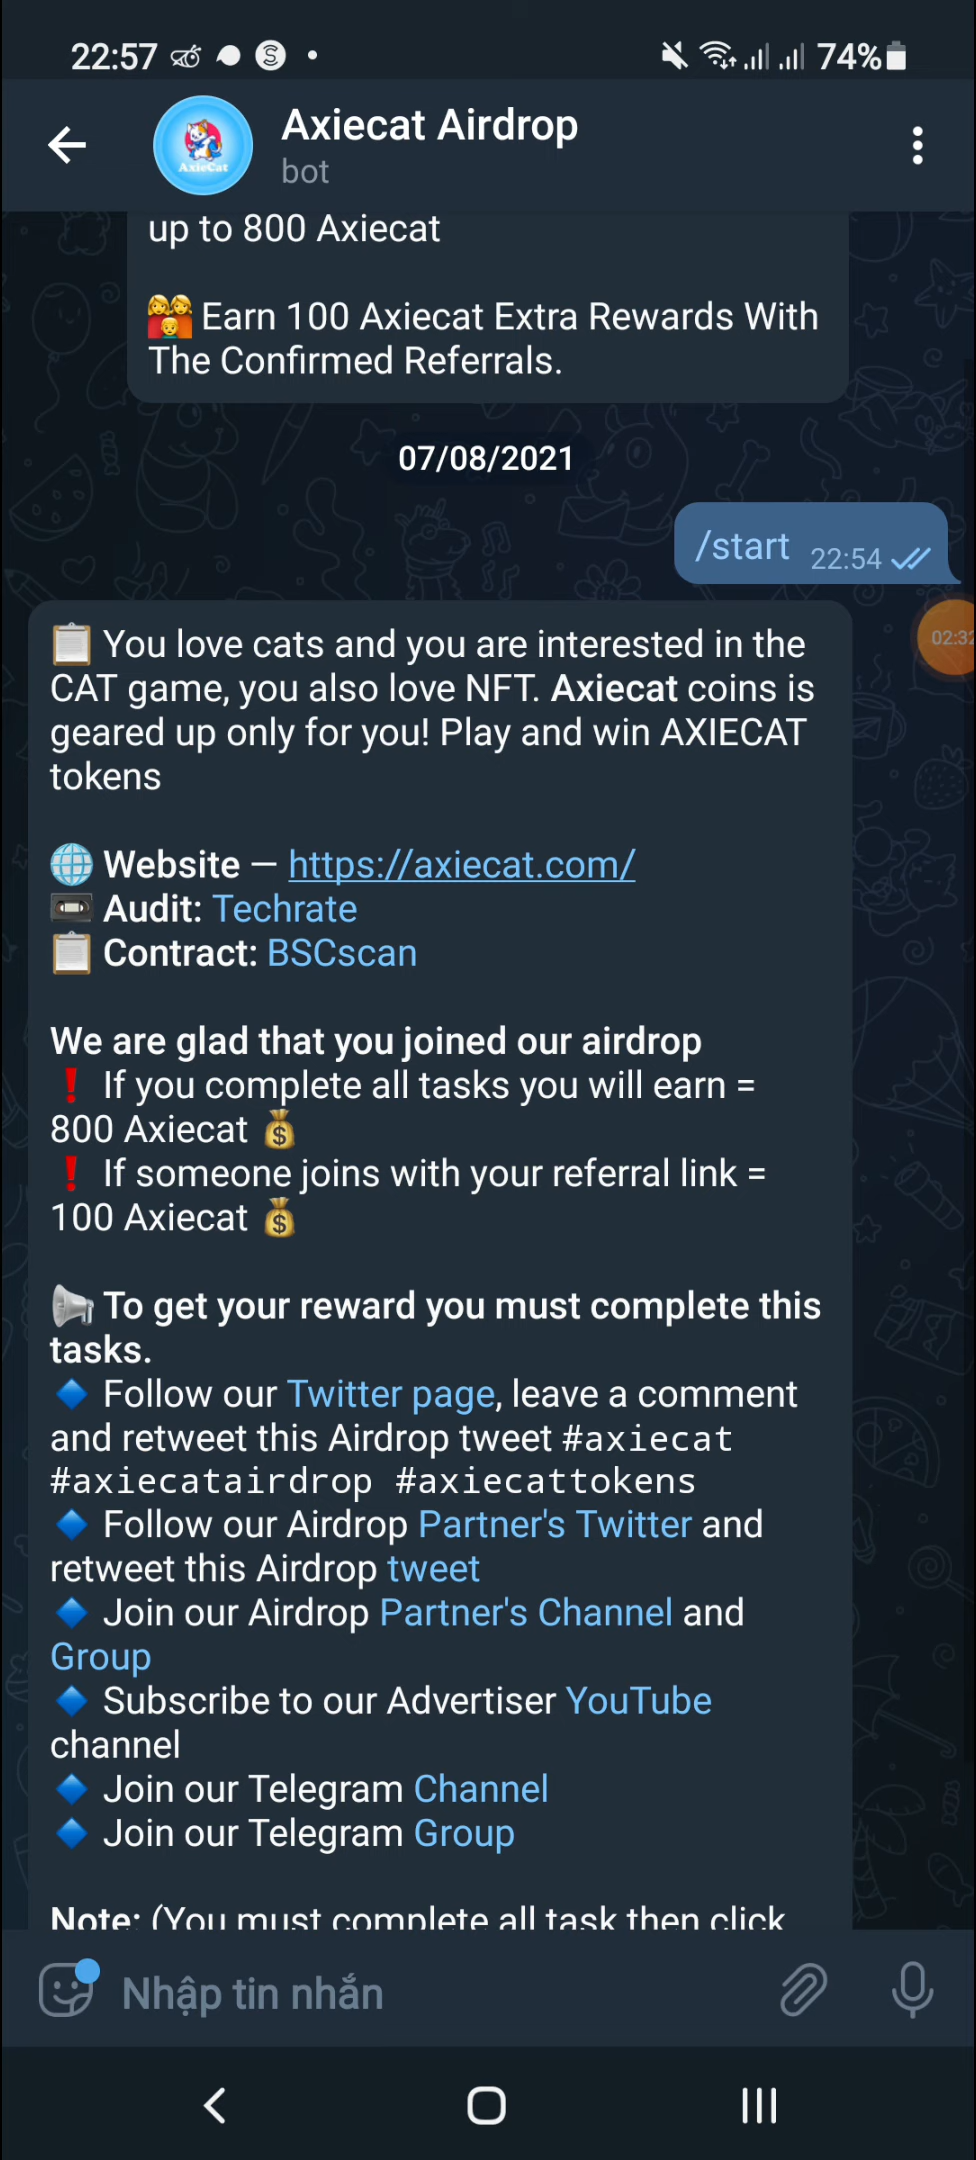 22:57
74%
AxieCat
Axiecat Airdrop
bot
up to 800 Axiecat
Earn 100 Axiecat Extra Rewards With
The Confirmed Referrals.
07/08/2021
/start 22:54
You love cats and you are interested in the
CAT game, you also love NFT. Axiecat coins is
geared up only for you! Play and win AXIECAT
tokens
Website — https://axiecat.com/
Audit: Techrate
Contract: BSCscan
We are glad that you joined our airdrop
❗ If you complete all tasks you will earn =
800 Axiecat 💰
❗ If someone joins with your referral link =
100 Axiecat 💰
To get your reward you must complete this
tasks.
Follow our Twitter page, leave a comment
and retweet this Airdrop tweet #axiecat
#axiecatairdrop #axiecattokens
Follow our Airdrop Partner's Twitter and
retweet this Airdrop tweet
Join our Airdrop Partner's Channel and
Group
Subscribe to our Advertiser YouTube
channel
Join our Telegram Channel
Join our Telegram Group
Note: (You must complete all task then click
Nhập tin nhắn